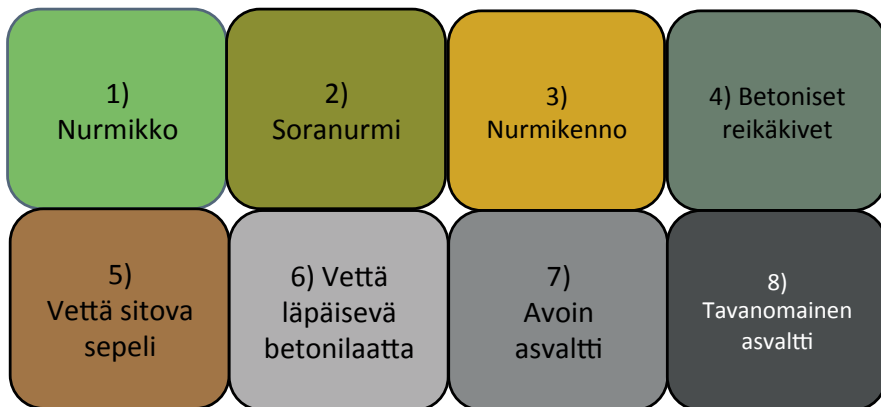 1)
Nurmikko
2)
Soranurmi
3)
Nurmikenno
4) Betoniset
reikäkivet
5)
Vettä sitova
sepeli
6) Vettä
läpäisevä
betonilaatta
7)
Avoin
asvaltti
8)
Tavanomainen
asvaltti